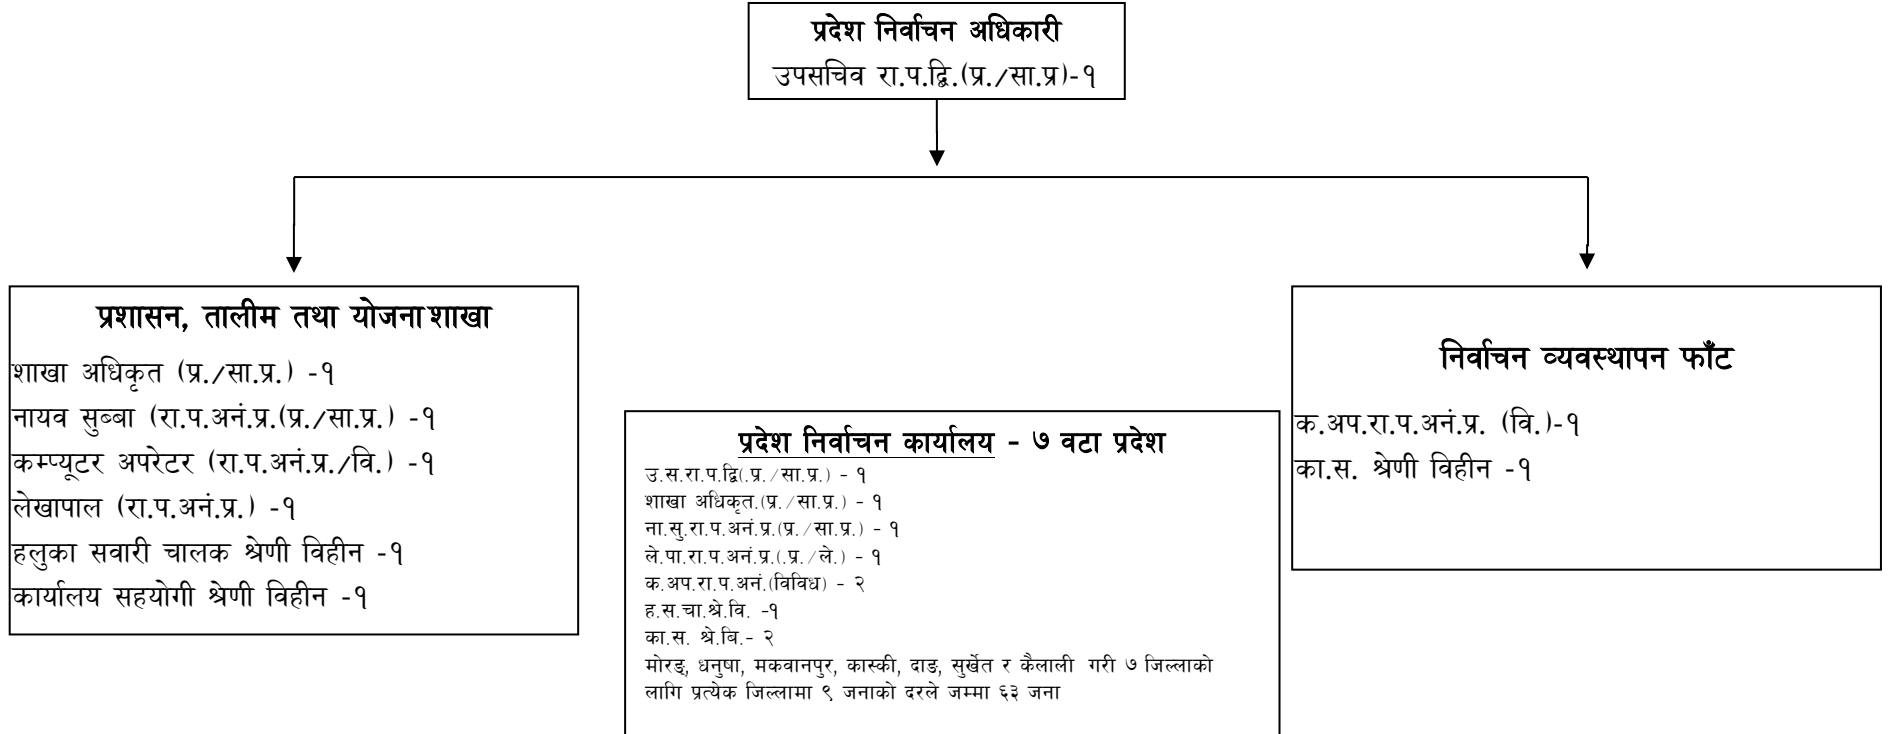 प्रदेश निर्वाचन अधिकारी
उपसचिव रा.प.द्वि.(प्र./सा.प्र)-१
प्रशासन, तालीम तथा योजना शाखा
शाखा अधिकृत (प्र./सा.प्र.) -१
नायव सुब्बा (रा.प.अनं.प्र.(प्र./सा.प्र.) -१
कम्प्यूटर अपरेटर (रा.प.अनं.प्र./वि.) -१
लेखापाल (रा.प.अनं.प्र.) -१
हलुका सवारी चालक श्रेणी विहीन -१
कार्यालय सहयोगी श्रेणी विहीन -१
निर्वाचन व्यवस्थापन फाँट
क.अप.रा.प.अनं.प्र. (वि.)-१
का.स. श्रेणी विहीन -१
प्रदेश निर्वाचन कार्यालय - ७ वटा प्रदेश
उ.स.रा.प.द्वि(.प्र./सा.प्र.) - १
शाखा अधिकृत.(प्र./सा.प्र.) - १
ना.सु.रा.प.अनं.प्र.(प्र./सा.प्र.) - १
ले.पा.रा.प.अनं.प्र.(.प्र./ले.) - १
क.अप.रा.प.अनं.(विविध) - २
ह.स.चा.श्रे.वि. -१
का.स. श्रे.बि.- २
मोरङ, धनुषा, मकवानपुर, कास्की, दाङ, सुर्खेत र कैलाली गरी ७ जिल्लाको
लागि प्रत्येक जिल्लामा ९ जनाको दरले जम्मा ६३ जना